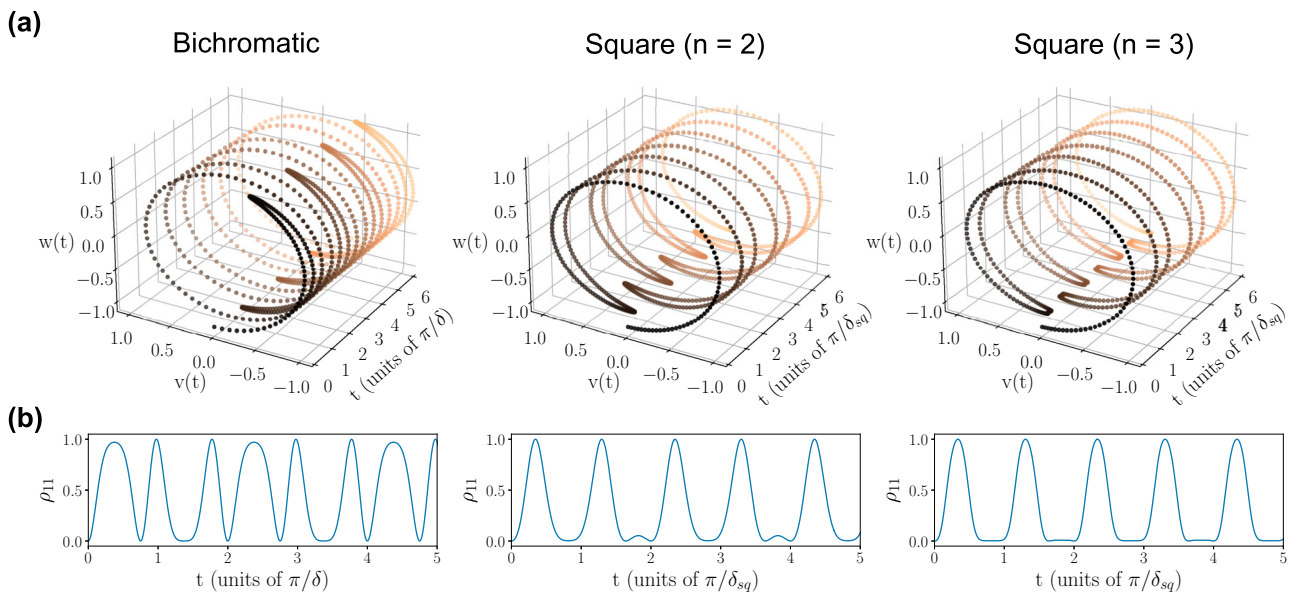 (a)
Bichromatic
Square (n = 2)
Square (n = 3)
1.0
0.5
0.0
−0.5
−1.0
w(t)
1.0
0.5
0.0
−0.5
−1.0
v(t)
0
1
2
3
4
5
6
t (units of π/δ)
1.0
0.5
0.0
−0.5
−1.0
w(t)
1.0
0.5
0.0
−0.5
−1.0
v(t)
0
1
2
3
4
5
6
t (units of π/δ_sq)
1.0
0.5
0.0
−0.5
−1.0
w(t)
1.0
0.5
0.0
−0.5
−1.0
v(t)
0
1
2
3
4
5
6
t (units of π/δ_sq)
(b)
1.0
0.5
0.0
ρ11
0 1 2 3 4 5
t (units of π/δ)
1.0
0.5
0.0
ρ11
0 1 2 3 4 5
t (units of π/δ_sq)
1.0
0.5
0.0
ρ11
0 1 2 3 4 5
t (units of π/δ_sq)